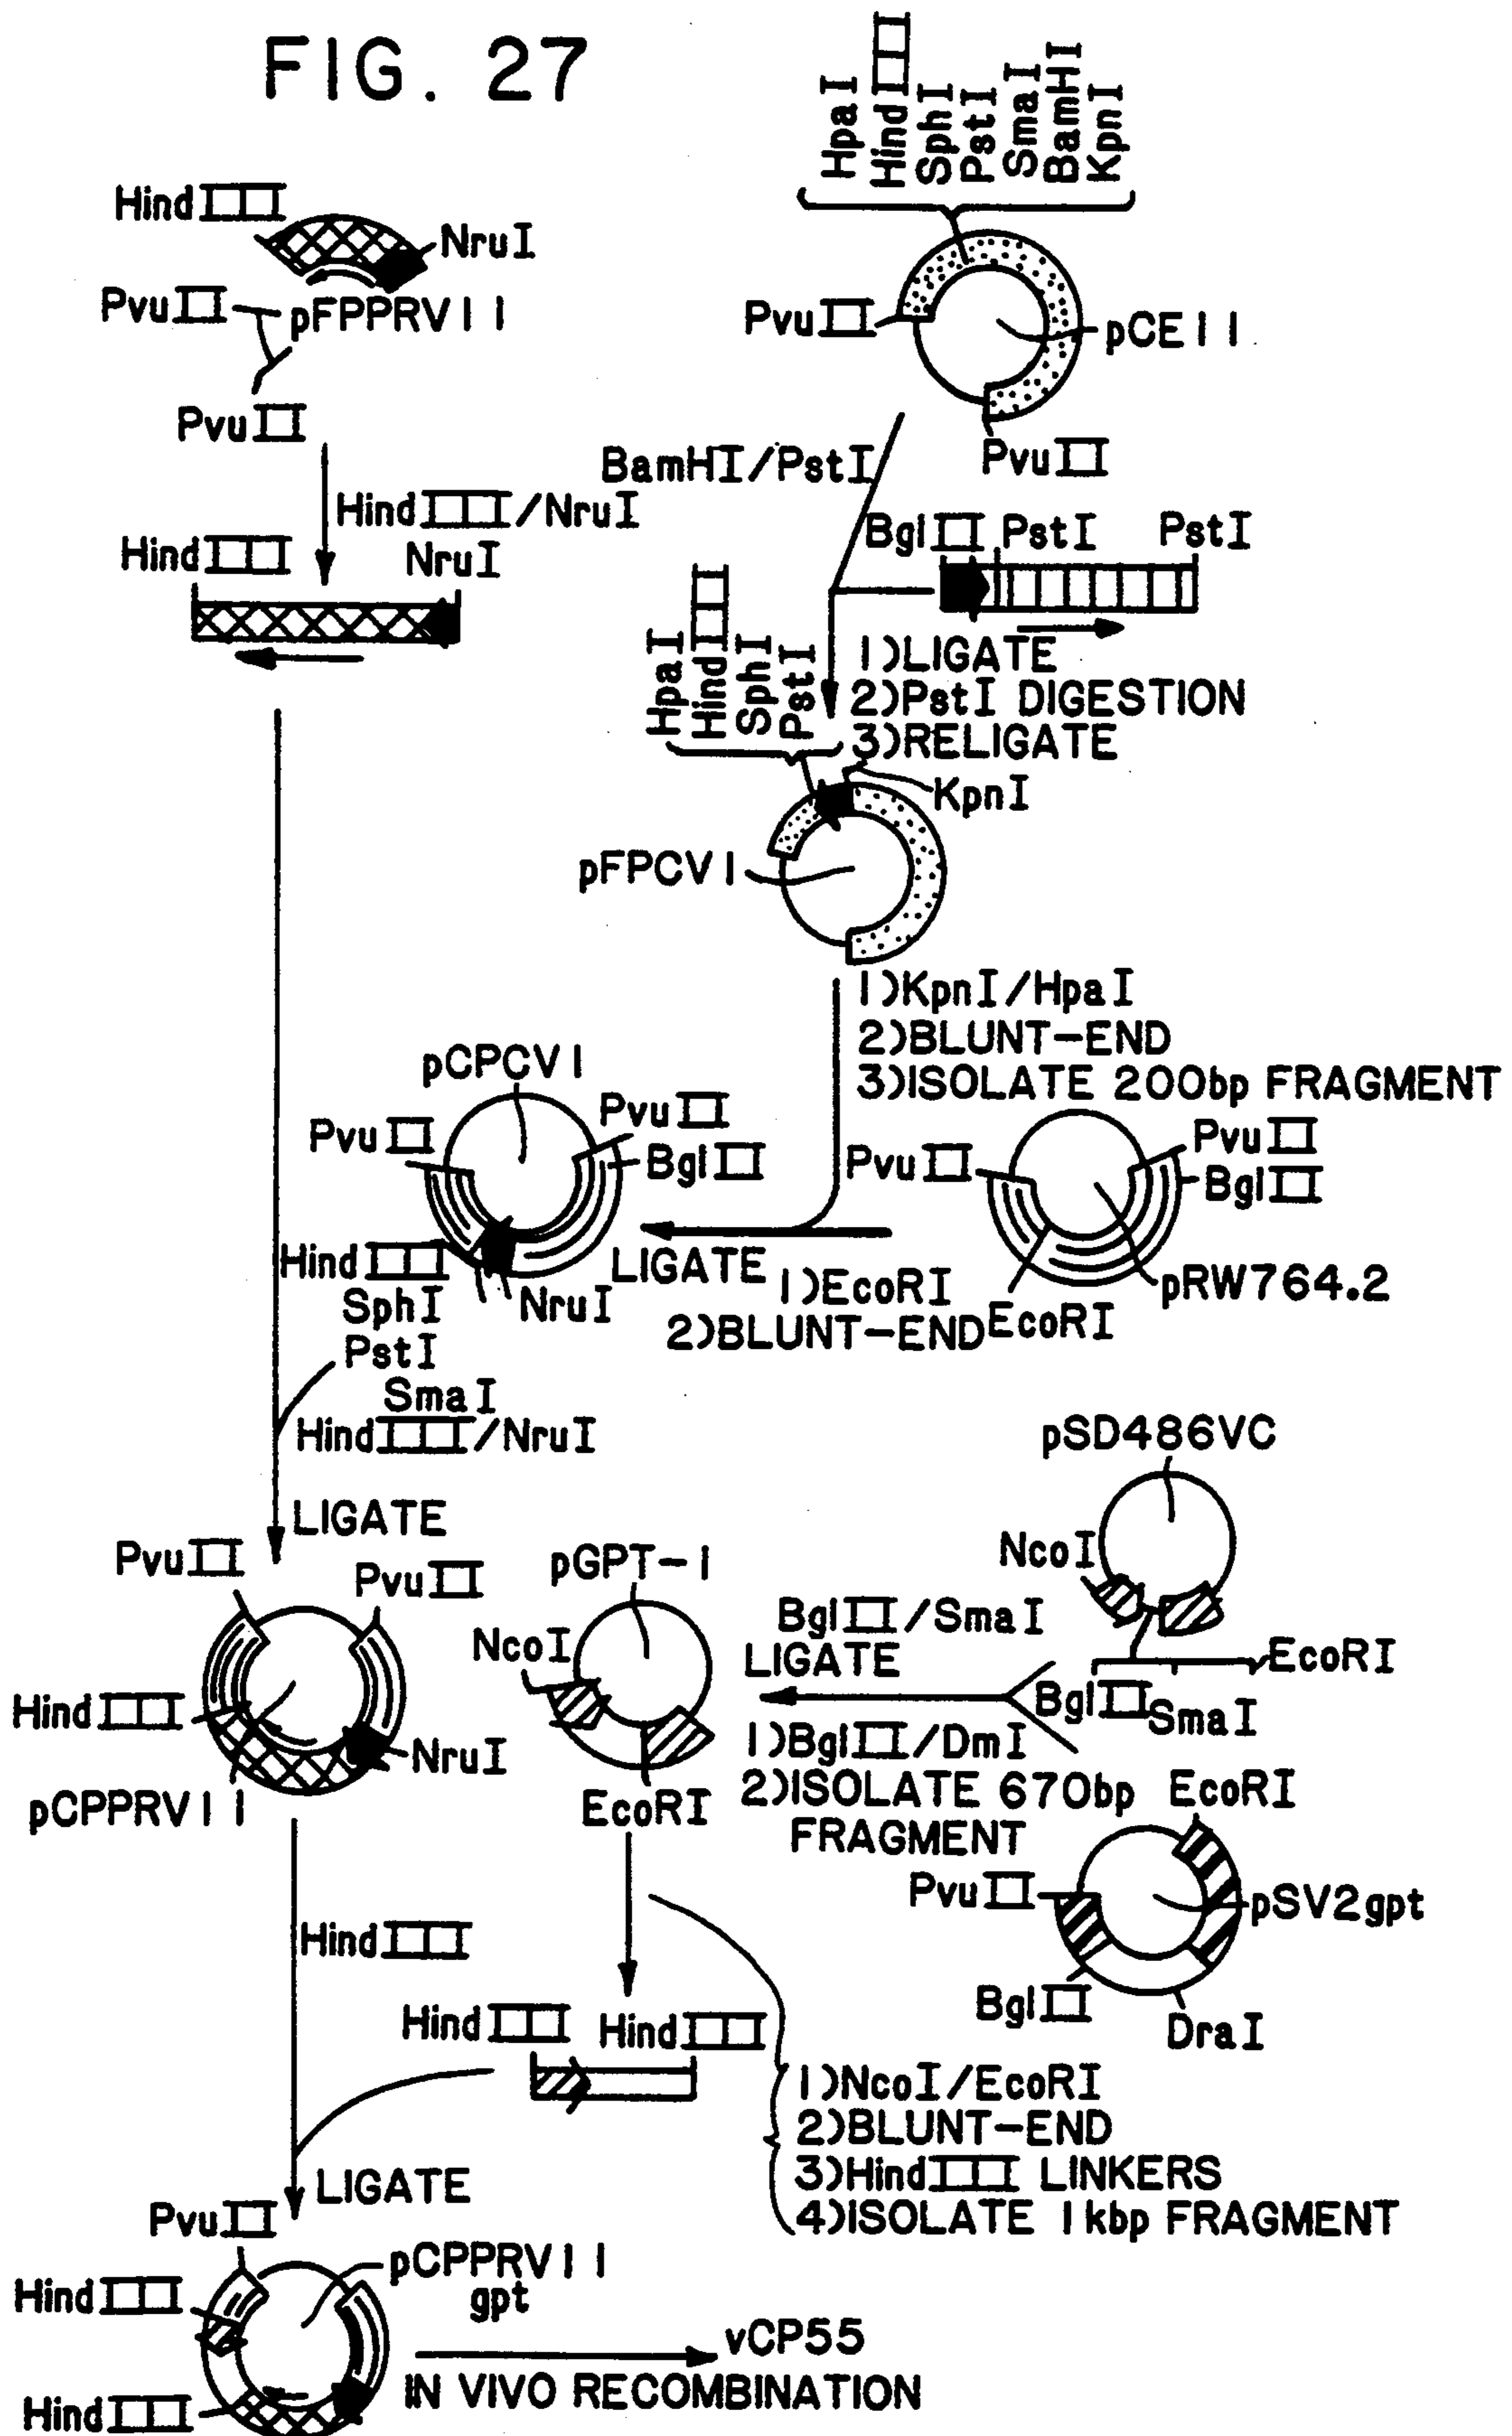 FIG. 27
HpaI
HindIII
SphI
PstI
SmaI
BamHI
KpnI
HindIII
NruI
PvuII
pFPPRV11
PvuII
PvuII
pCE11
PvuII
BamHI/PstI
HindIII/NruI
HindIII
NruI
BglII
PstI
PstI
HpaI
HindIII
SphI
PstI
1)LIGATE
2)PstI DIGESTION
3)RELIGATE
KpnI
pFPCV1
1)KpnI/HpaI
2)BLUNT-END
3)ISOLATE 200bp FRAGMENT
pCPCV1
PvuII
PvuII
BglII
PvuII
PvuII
BglII
HindIII
SphI
PstI
NruI
LIGATE
1)EcoRI
2)BLUNT-END
EcoRI
pRW764.2
SmaI
HindIII/NruI
LIGATE
pSD486VC
NcoI
EcoRI
BglII
SmaI
PvuII
PvuII
pGPT-1
NcoI
BglII/SmaI
LIGATE
HindIII
NruI
pCPPRV11
EcoRI
1)BglII/DmI
2)ISOLATE 670bp
FRAGMENT
EcoRI
PvuII
pSV2gpt
BglII
DraI
HindIII
HindIII
HindIII
1)NcoI/EcoRI
2)BLUNT-END
3)HindIII LINKERS
4)ISOLATE 1kbp FRAGMENT
LIGATE
PvuII
HindIII
pCPPRV11
gpt
HindIII
vCP55
IN VIVO RECOMBINATION